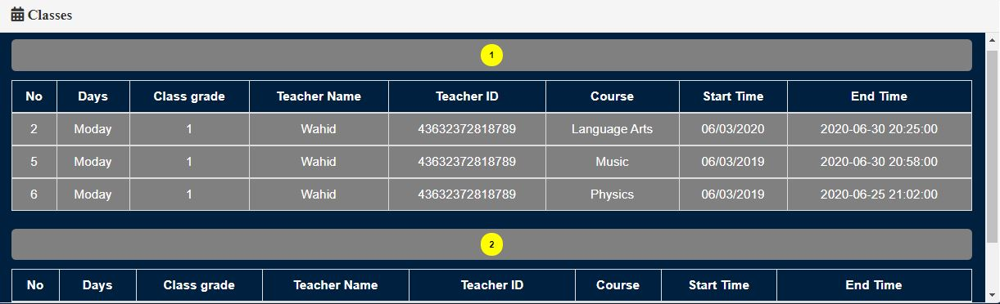 Classes
1
No Days Class grade Teacher Name Teacher ID Course Start Time End Time
2 Moday 1 Wahid 43632372818789 Language Arts 06/03/2020 2020-06-30 20:25:00
5 Moday 1 Wahid 43632372818789 Music 06/03/2019 2020-06-30 20:58:00
6 Moday 1 Wahid 43632372818789 Physics 06/03/2019 2020-06-25 21:02:00
2
No Days Class grade Teacher Name Teacher ID Course Start Time End Time